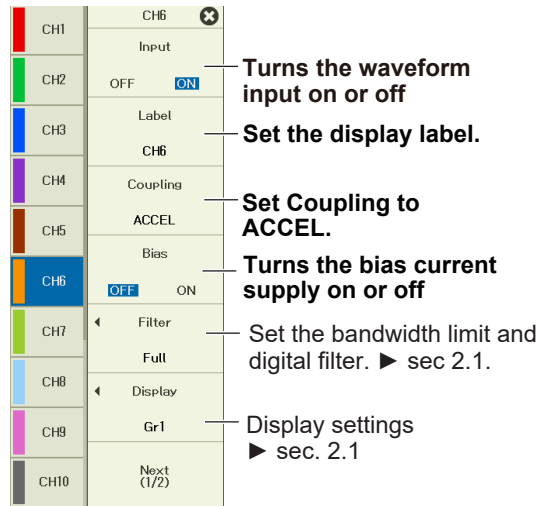 CH1
CH2
CH3
CH4
CH5
CH6
CH7
CH8
CH9
CH10
CH6
Input
OFF ON
Label
CH6
Coupling
ACCEL
Bias
OFF ON
Filter
Full
Display
Gr1
Next
(1/2)
Turns the waveform
input on or off
Set the display label.
Set Coupling to
ACCEL.
Turns the bias current
supply on or off
Set the bandwidth limit and
digital filter. ► sec 2.1.
Display settings
► sec. 2.1